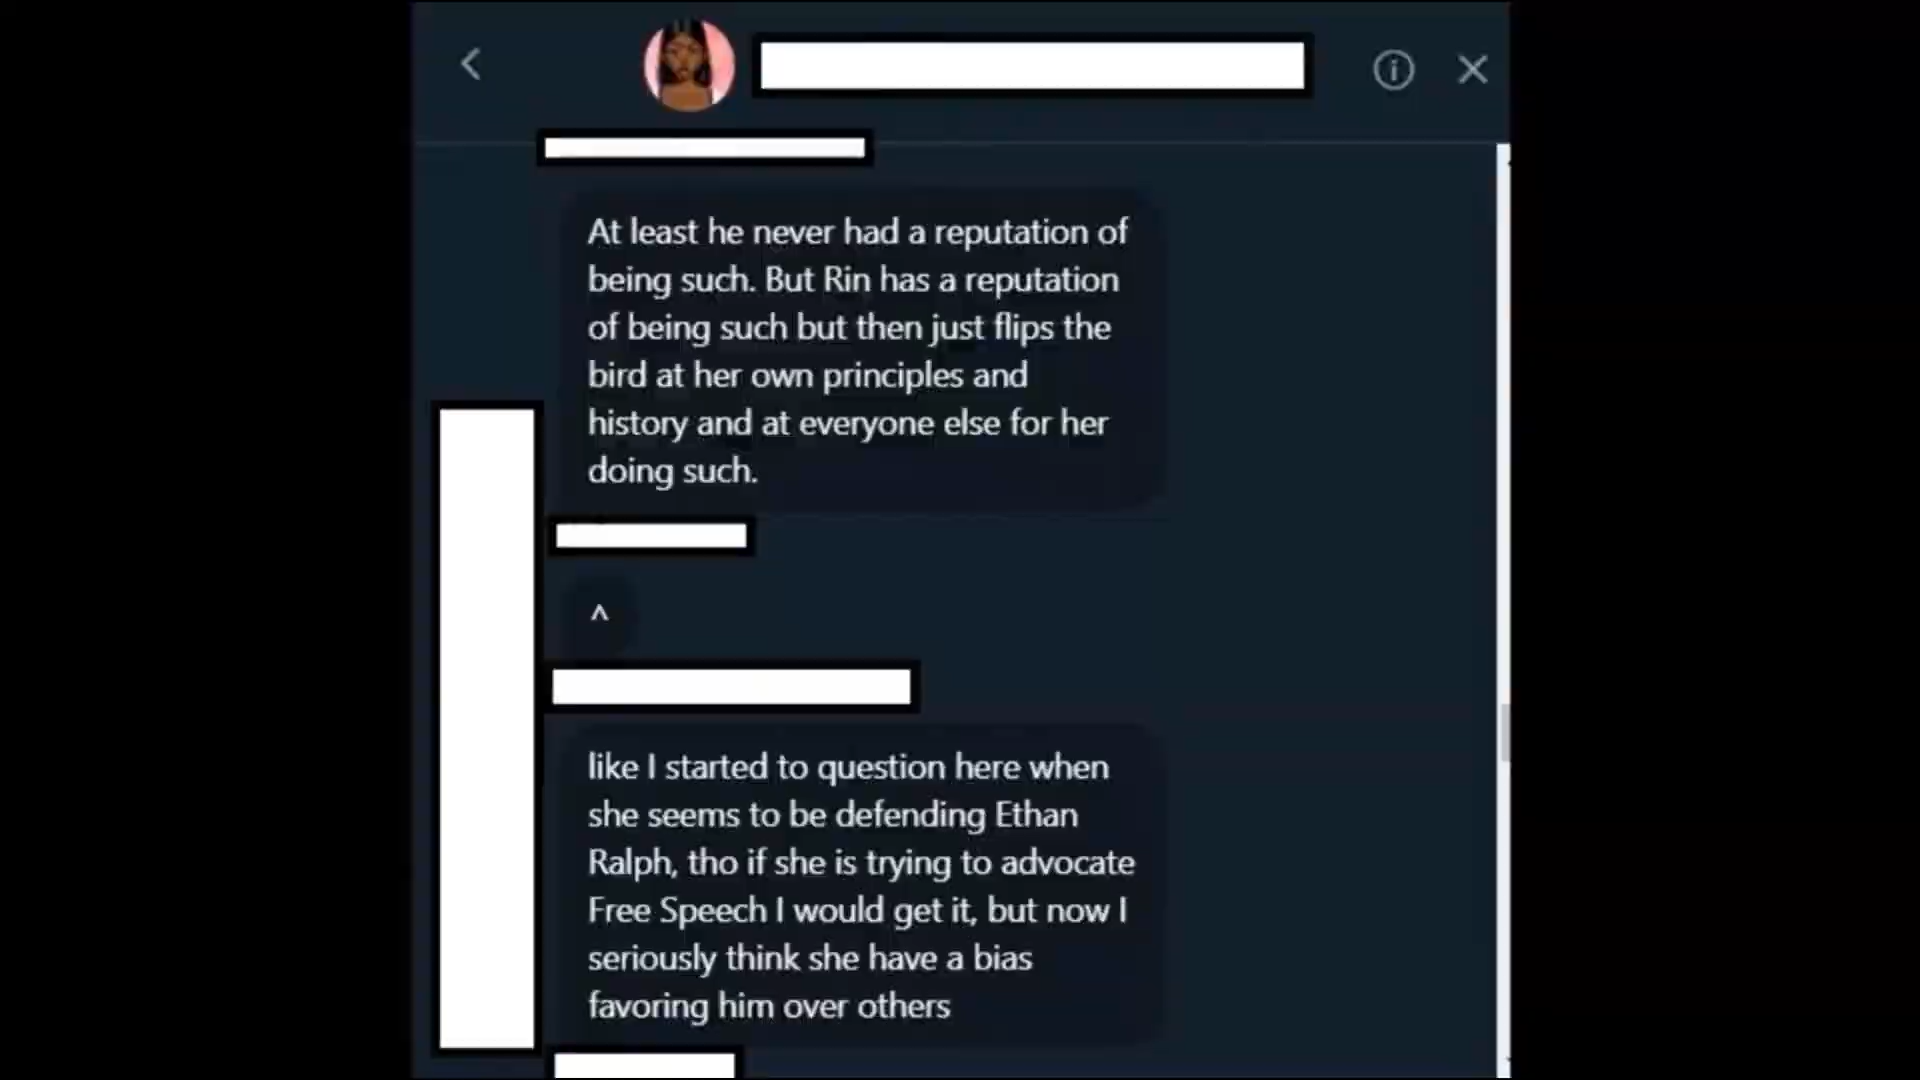 At least he never had a reputation of
being such. But Rin has a reputation
of being such but then just flips the
bird at her own principles and
history and at everyone else for her
doing such.
^
like I started to question here when
she seems to be defending Ethan
Ralph, tho if she is trying to advocate
Free Speech I would get it, but now I
seriously think she have a bias
favoring him over others